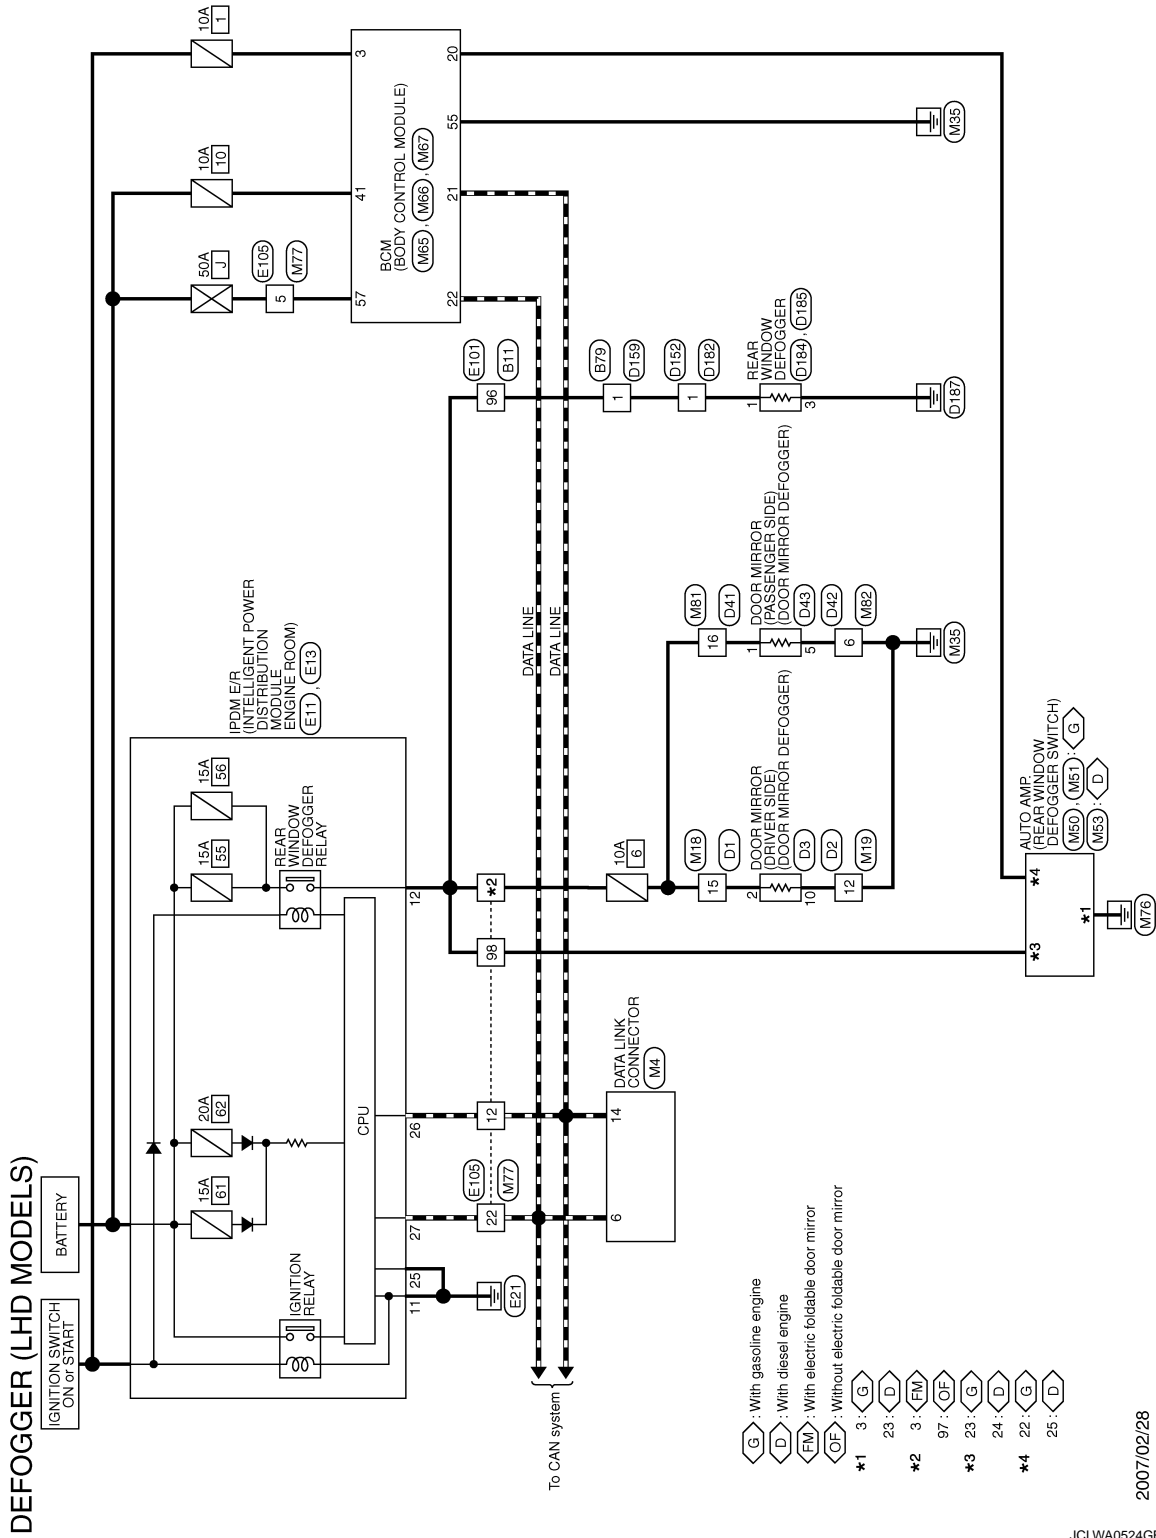 DEFOGGER (LHD MODELS)
IGNITION SWITCH
ON or START
BATTERY
10A
1
10A
10
50A
J
E105
M77
5
3
41
57
BCM
(BODY CONTROL MODULE)
M65 , M66 , M67
20
55
21
22
M35
IPDM E/R
(INTELLIGENT POWER
DISTRIBUTION
MODULE
ENGINE ROOM)
E11 , E13
IGNITION
RELAY
15A
61
20A
62
15A
55
15A
56
REAR
WINDOW
DEFOGGER
RELAY
CPU
11
25
27
26
12
E21
E105
M77
22
12
98
*2
E101
B11
96
DATA LINE
DATA LINE
To CAN system
DATA LINK
CONNECTOR
M4
6
14
10A
6
M18
D1
15
2
DOOR MIRROR
(DRIVER SIDE)
(DOOR MIRROR DEFOGGER)
D3
10
D2
M19
12
M81
D41
16
1
DOOR MIRROR
(PASSENGER SIDE)
(DOOR MIRROR DEFOGGER)
D43
5
D42
M82
6
M35
B79
D159
1
D152
D182
1
1
REAR
WINDOW
DEFOGGER
D184 , D185
3
D187
AUTO AMP.
(REAR WINDOW
DEFOGGER SWITCH)
M50 , M51 : G
M53 : D
*3
*4
*1
M76
G : With gasoline engine
D : With diesel engine
FM : With electric foldable door mirror
OF : Without electric foldable door mirror
*1 3 : G
23 : D
*2 3 : FM
97 : OF
*3 23 : G
24 : D
*4 22 : G
25 : D
2007/02/28